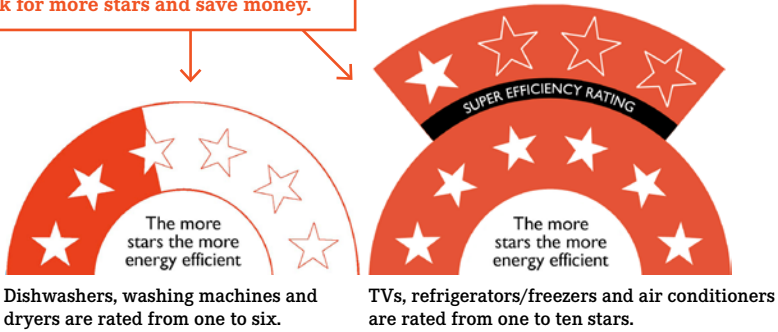 k for more stars and save money.
SUPER EFFICIENCY RATING
The more
stars the more
energy efficient
The more
stars the more
energy efficient
Dishwashers, washing machines and
dryers are rated from one to six.
TVs, refrigerators/freezers and air conditioners
are rated from one to ten stars.